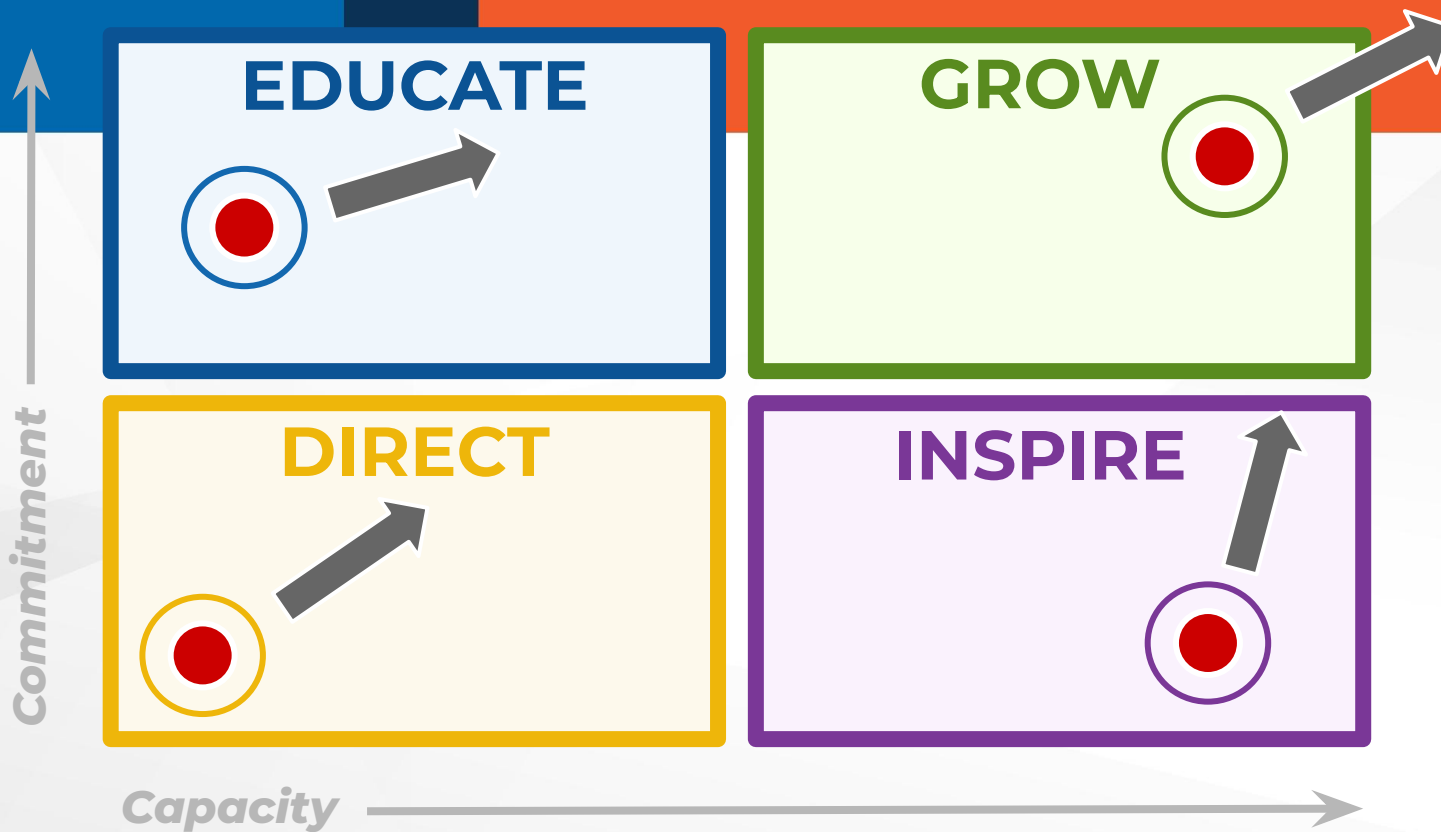 EDUCATE
GROW
DIRECT
INSPIRE
Commitment
Capacity